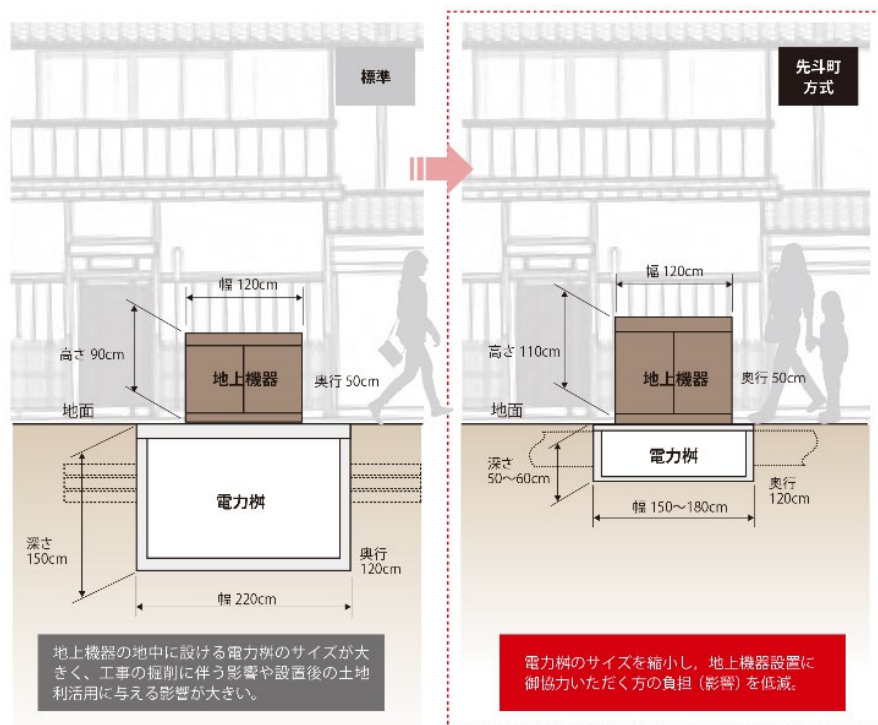 標準
幅 120cm
高さ 90cm
地上機器
奥行 50cm
地面
電力桝
深さ
150cm
奥行
120cm
幅 220cm
地上機器の地中に設ける電力桝のサイズが大
きく、工事の掘削に伴う影響や設置後の土地
利活用に与える影響が大きい。
先斗町
方式
幅 120cm
高さ 110cm
地上機器
奥行 50cm
地面
電力桝
深さ
50～60cm
奥行
120cm
幅 150～180cm
電力桝のサイズを縮小し，地上機器設置に
御協力いただく方の負担（影響）を低減。